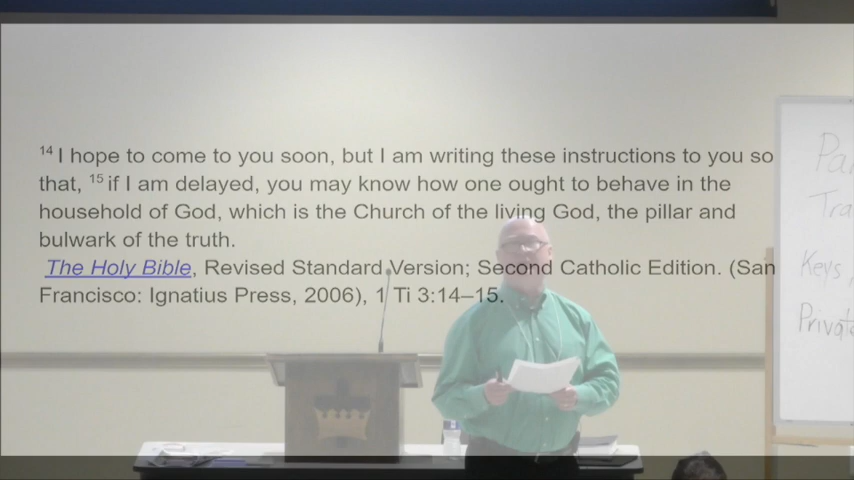 14 I hope to come to you soon, but I am writing these instructions to you so
that, 15 if I am delayed, you may know how one ought to behave in the
household of God, which is the Church of the living God, the pillar and
bulwark of the truth.
The Holy Bible, Revised Standard Version; Second Catholic Edition. (San
Francisco: Ignatius Press, 2006), 1 Ti 3:14–15.
Keys